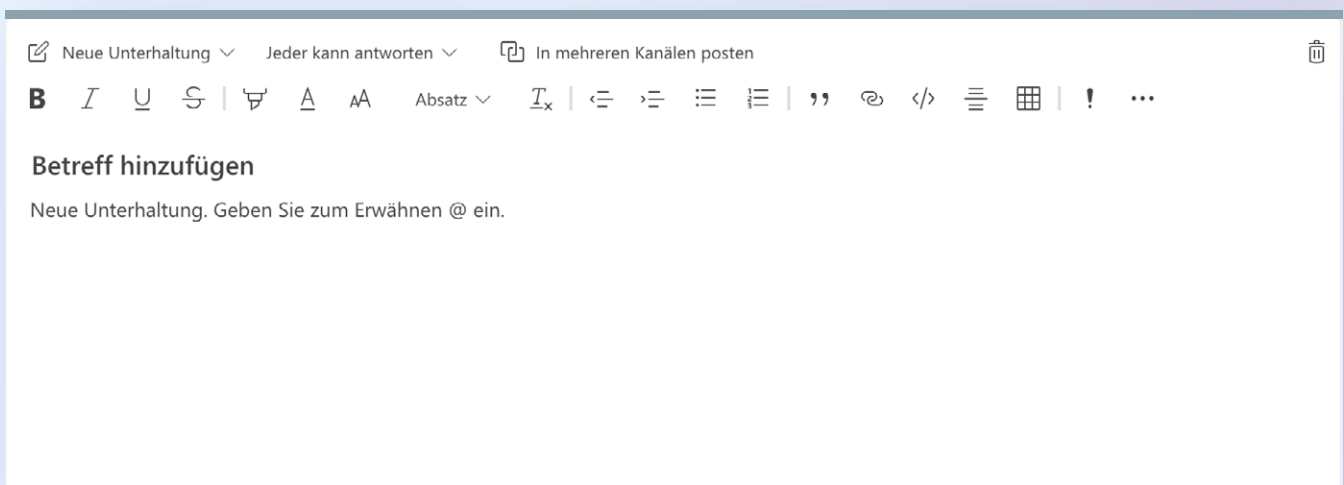 Neue Unterhaltung Jeder kann antworten In mehreren Kanälen posten
B I U S A AA Absatz T
Betreff hinzufügen
Neue Unterhaltung. Geben Sie zum Erwähnen @ ein.